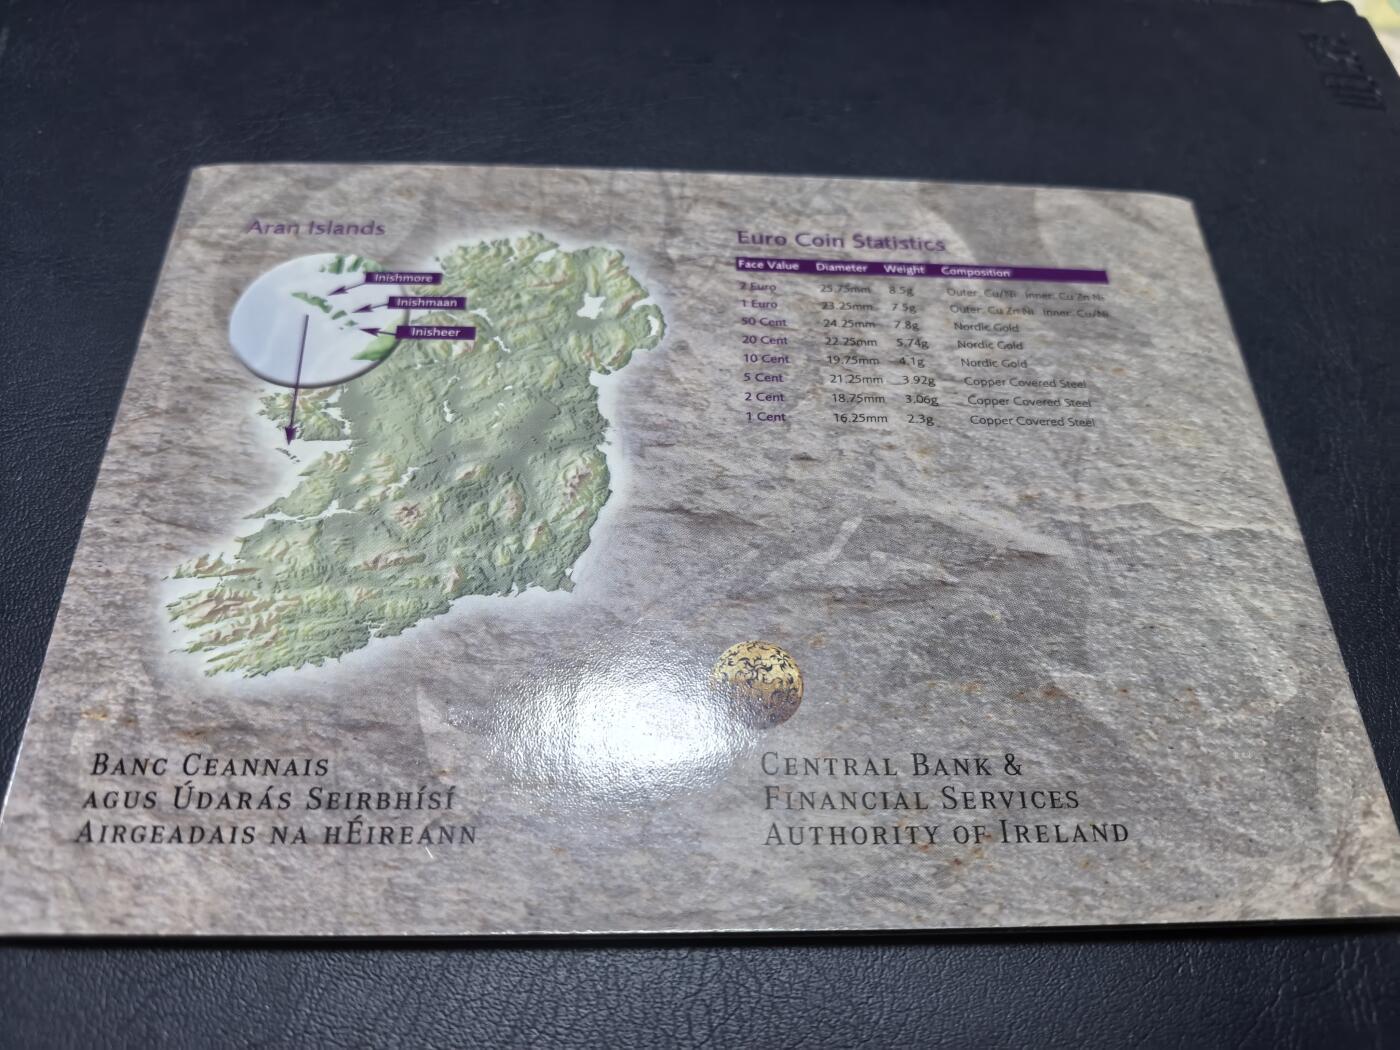 Aran Islands
Inishmore
Inishmaan
Inisheer
Euro Coin Statistics
Face Value Diameter Weight Composition
2 Euro 25.75mm 8.5g Outer: Cu/Ni Inner: Cu Zn Ni
1 Euro 23.25mm 7.5g Outer: Cu Zn Ni Inner: Cu/Ni
50 Cent 24.25mm 7.8g Nordic Gold
20 Cent 22.25mm 5.74g Nordic Gold
10 Cent 19.75mm 4.1g Nordic Gold
5 Cent 21.25mm 3.92g Copper Covered Steel
2 Cent 18.75mm 3.06g Copper Covered Steel
1 Cent 16.25mm 2.3g Copper Covered Steel
BANC CEANNAIS
AGUS ÚDARÁS SEIRBHÍSÍ
AIRGEADAIS NA HÉIREANN
CENTRAL BANK &
FINANCIAL SERVICES
AUTHORITY OF IRELAND